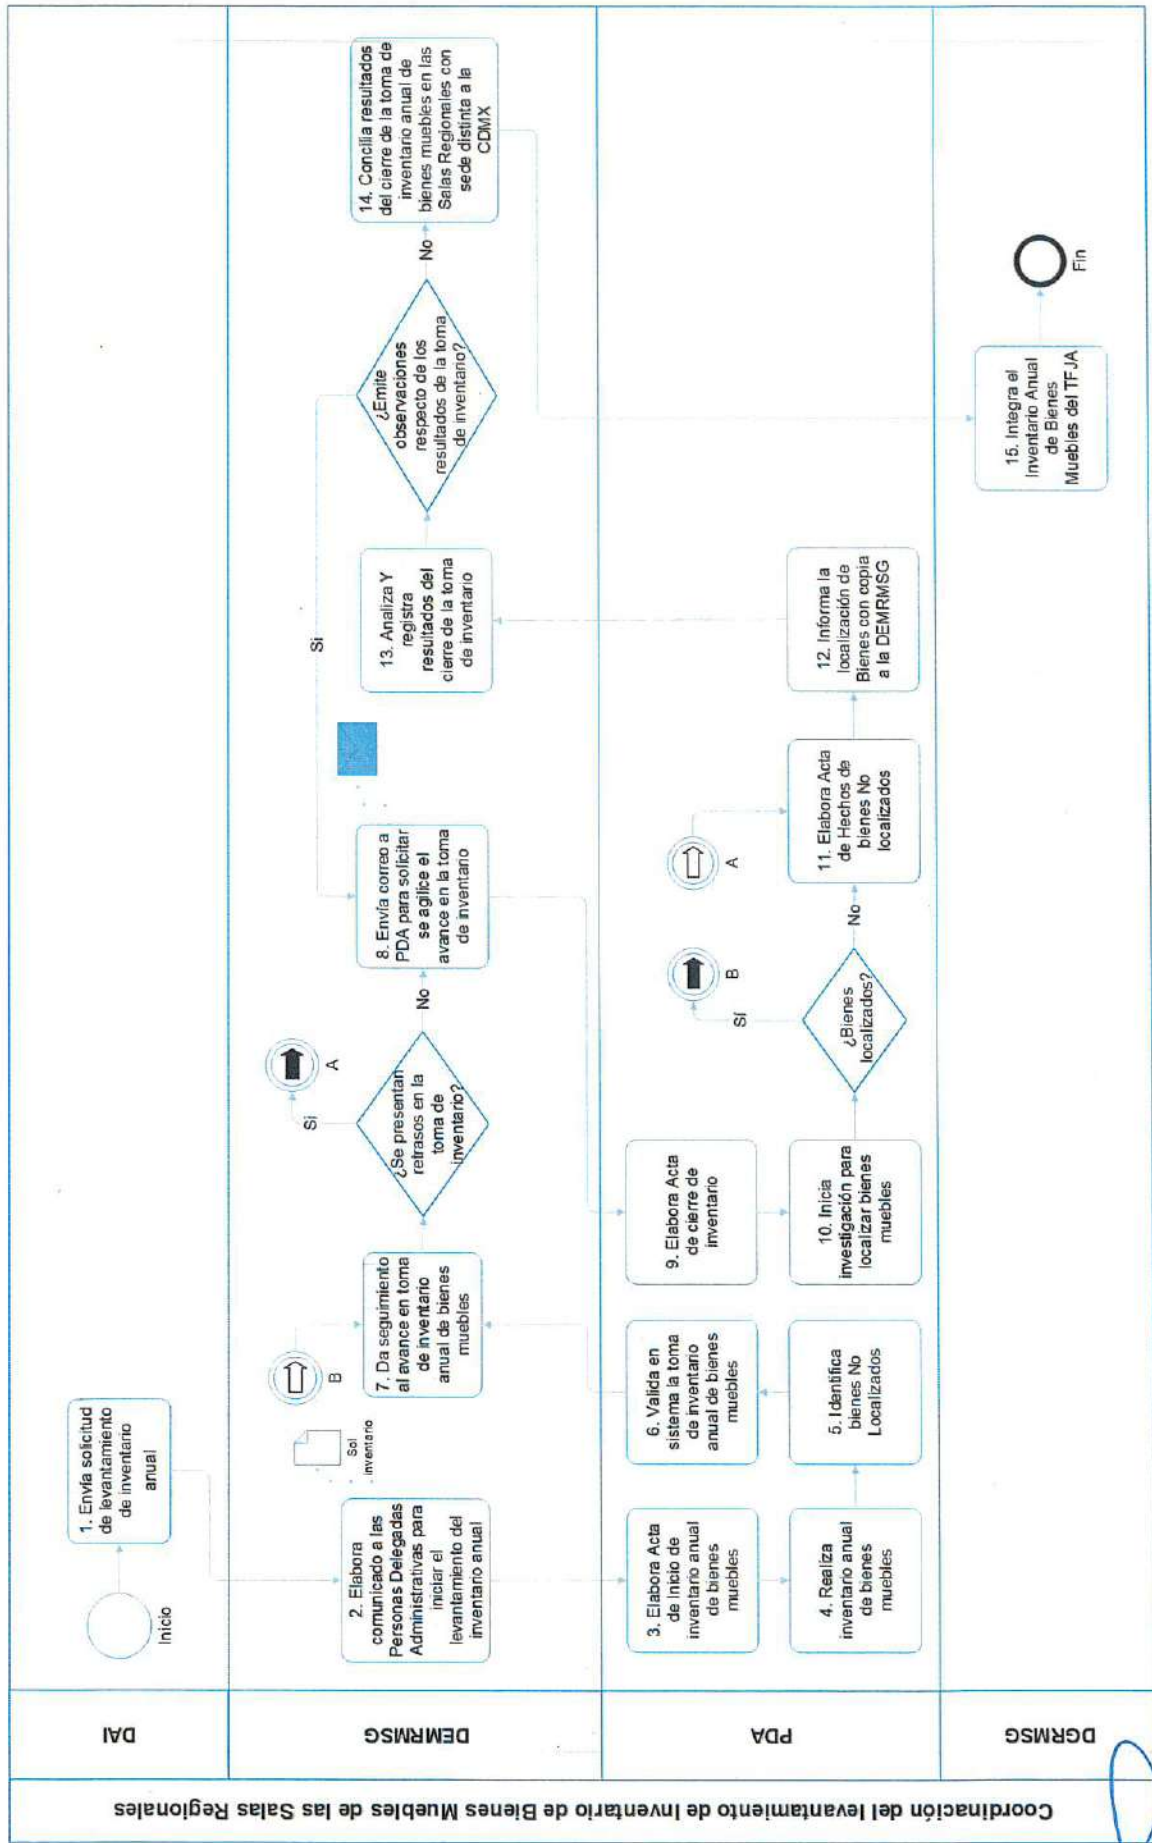 Coordinación del levantamiento de Inventario de Bienes Muebles de las Salas Regionales
DAI
Inicio
1. Envía solicitud
de levantamiento
de inventario
anual
DEMRMSG
2. Elabora
comunicado a las
Personas Delegadas
Administrativas para
iniciar el
levantamiento del
inventario anual
Sol
inventario
B
7. Da seguimiento
al avance en toma
de inventario
anual de bienes
muebles
¿Se presentan
retrasos en la
toma de
inventario?
Sí
A
No
8. Envía correo a
PDA para solicitar
se agilice el
avance en la toma
de inventario
Si
13. Analiza Y
registra
resultados del
cierre de la toma
de inventario
¿Emite
observaciones
respecto de los
resultados de la toma
de inventario?
No
14. Concilia resultados
del cierre de la toma de
inventario anual de
bienes muebles en las
Salas Regionales con
sede distinta a la
CDMX
PDA
3. Elabora Acta
de Inicio de
inventario anual
de bienes
muebles
4. Realiza
inventario anual
de bienes
muebles
5. Identifica
bienes No
Localizados
6. Valida en
sistema la toma
de inventario
anual de bienes
muebles
9. Elabora Acta
de cierre de
inventario
10. Inicia
investigación para
localizar bienes
muebles
¿Bienes
localizados?
Sí
B
No
A
11. Elabora Acta
de Hechos de
bienes No
localizados
12. Informa la
localización de
Bienes con copia
a la DEMRMSG
DGRMSG
15. Integra el
Inventario Anual
de Bienes
Muebles del TFJA
Fin